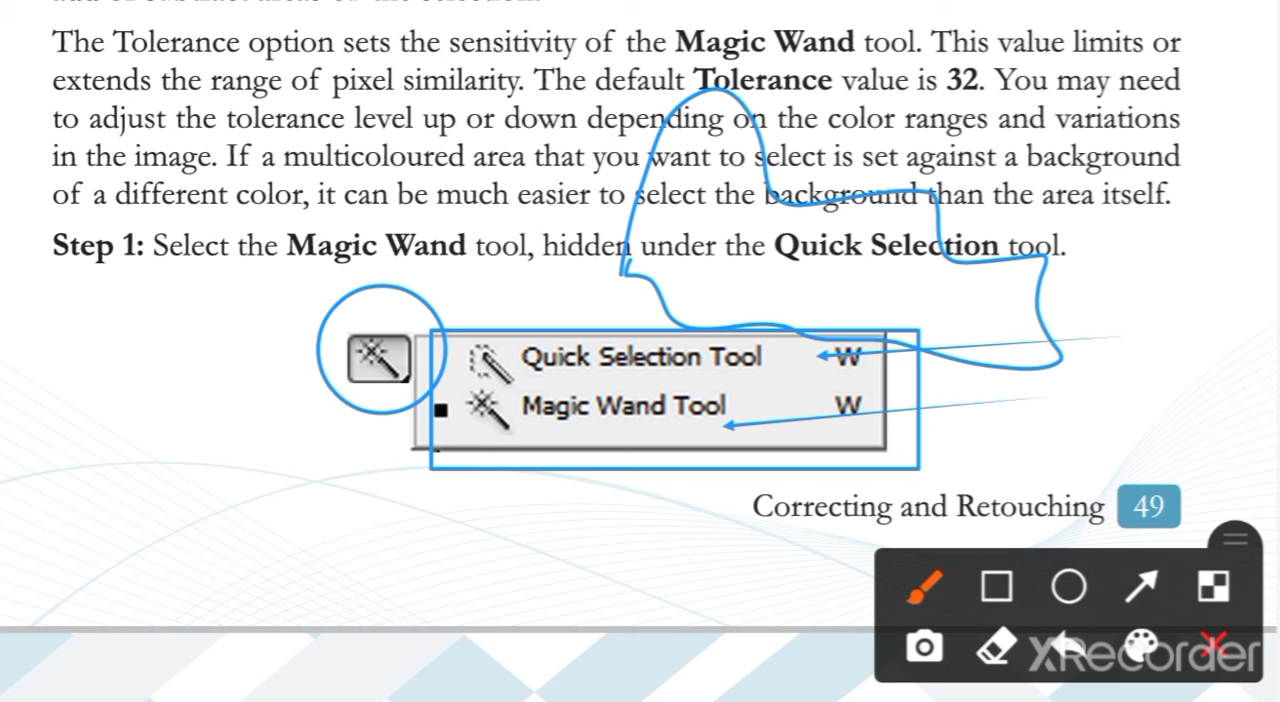 The Tolerance option sets the sensitivity of the Magic Wand tool. This value limits or
extends the range of pixel similarity. The default Tolerance value is 32. You may need
to adjust the tolerance level up or down depending on the color ranges and variations
in the image. If a multicoloured area that you want to select is set against a background
of a different color, it can be much easier to select the background than the area itself.
Step 1: Select the Magic Wand tool, hidden under the Quick Selection tool.
Quick Selection Tool W
Magic Wand Tool W
Correcting and Retouching 49
XRecorder